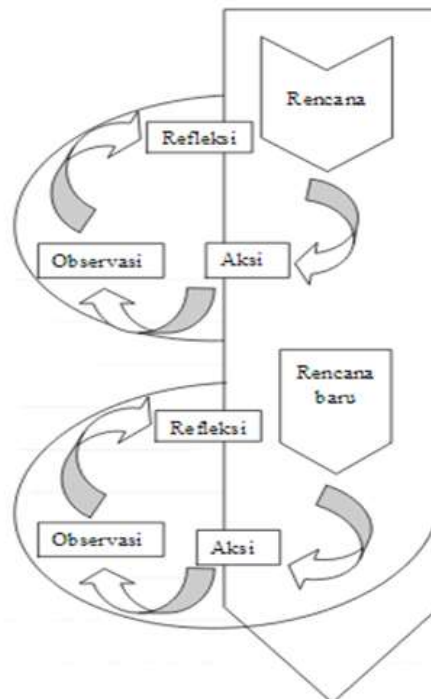 Rencana
Refleksi
Observasi
Aksi
Rencana
baru
Refleksi
Observasi
Aksi